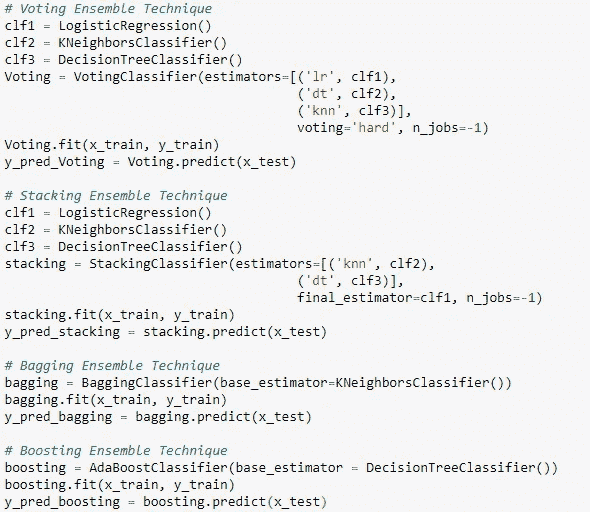 # Voting Ensemble Technique
clf1 = LogisticRegression()
clf2 = KNeighborsClassifier()
clf3 = DecisionTreeClassifier()
Voting = VotingClassifier(estimators=[('lr', clf1),
('dt', clf2),
('knn', clf3)],
voting='hard', n_jobs=-1)
Voting.fit(x_train, y_train)
y_pred_Voting = Voting.predict(x_test)
# Stacking Ensemble Technique
clf1 = LogisticRegression()
clf2 = KNeighborsClassifier()
clf3 = DecisionTreeClassifier()
stacking = StackingClassifier(estimators=[('knn', clf2),
('dt', clf3)],
final_estimator=clf1, n_jobs=-1)
stacking.fit(x_train, y_train)
y_pred_stacking = stacking.predict(x_test)
# Bagging Ensemble Technique
bagging = BaggingClassifier(base_estimator=KNeighborsClassifier())
bagging.fit(x_train, y_train)
y_pred_bagging = bagging.predict(x_test)
# Boosting Ensemble Technique
boosting = AdaBoostClassifier(base_estimator = DecisionTreeClassifier())
boosting.fit(x_train, y_train)
y_pred_boosting = boosting.predict(x_test)